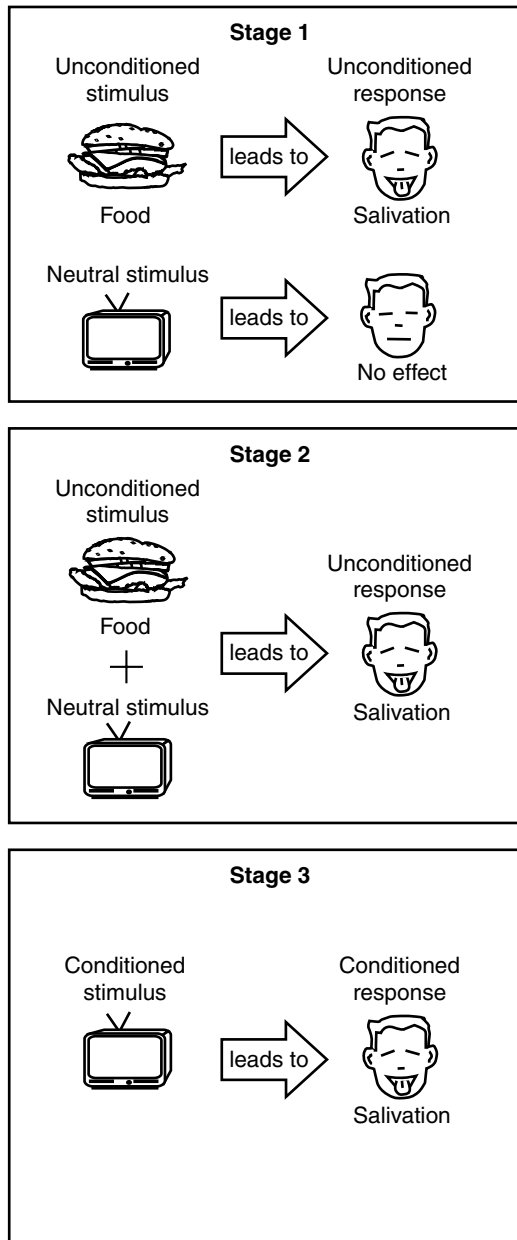 Stage 1
Unconditioned
stimulus
Unconditioned
response
leads to
Food
Salivation
Neutral stimulus
leads to
No effect
Stage 2
Unconditioned
stimulus
Food
+
Neutral stimulus
leads to
Unconditioned
response
Salivation
Stage 3
Conditioned
stimulus
leads to
Conditioned
response
Salivation